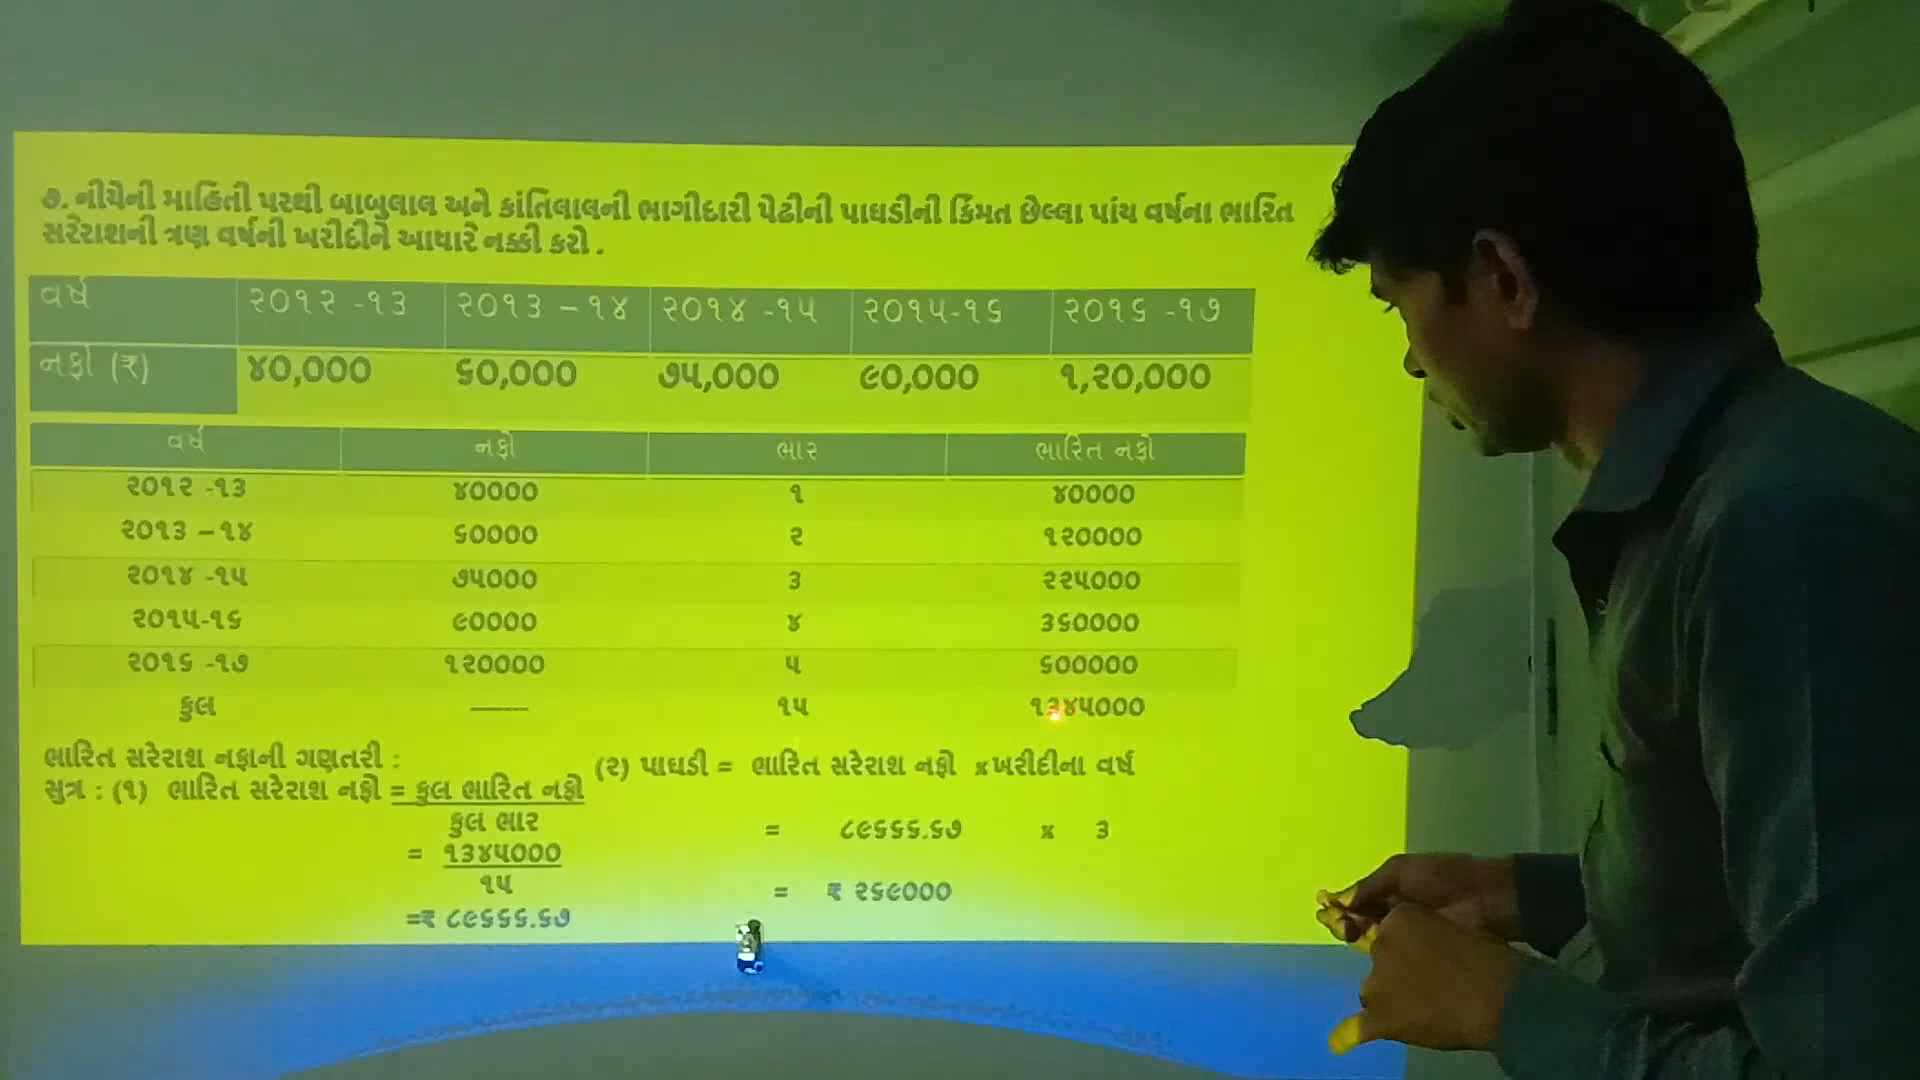 ૭. નીચેની માહિતી પરથી બાબુલાલ અને કાંતિલાલની ભાગીદારી પેઢીની પાઘડીની કિંમત છેલ્લા પાંચ વર્ષના ભારિત
સરેરાશની ત્રણ વર્ષની ખરીદીને આધારે નક્કી કરો .
વર્ષ ૨૦૧૨ -૧૩ ૨૦૧૩ – ૧૪ ૨૦૧૪ -૧૫ ૨૦૧૫-૧૬ ૨૦૧૬ -૧૭
નફો (₹) ૪૦,૦૦૦ ૬૦,૦૦૦ ૭૫,૦૦૦ ૯૦,૦૦૦ ૧,૨૦,૦૦૦
વર્ષ નફો ભાર ભારિત નફો
૨૦૧૨ -૧૩ ૪૦૦૦૦ ૧ ૪૦૦૦૦
૨૦૧૩ – ૧૪ ૬૦૦૦૦ ૨ ૧૨૦૦૦૦
૨૦૧૪ -૧૫ ૭૫૦૦૦ ૩ ૨૨૫૦૦૦
૨૦૧૫-૧૬ ૯૦૦૦૦ ૪ ૩૬૦૦૦૦
૨૦૧૬ -૧૭ ૧૨૦૦૦૦ ૫ ૬૦૦૦૦૦
કુલ —— ૧૫ ૧૩૪૫૦૦૦
ભારિત સરેરાશ નફાની ગણતરી :
સુત્ર : (૧) ભારિત સરેરાશ નફો = કુલ ભારિત નફો
કુલ ભાર
= ૧૩૪૫૦૦૦
૧૫
=₹ ૮૯૬૬૬.૬૭
(૨) પાઘડી = ભારિત સરેરાશ નફો x ખરીદીના વર્ષ
= ૮૯૬૬૬.૬૭ x ૩
= ₹ ૨૬૯૦૦૦